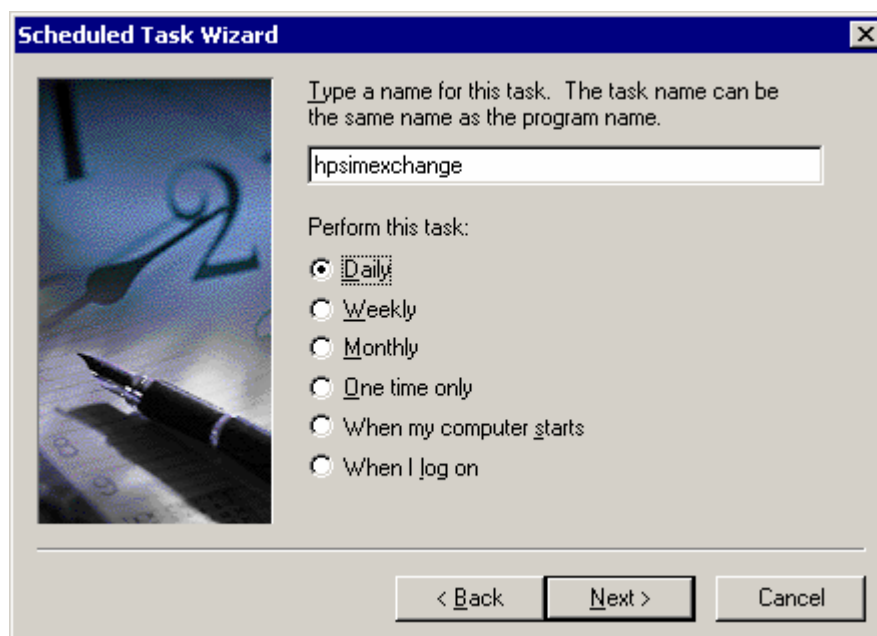 Scheduled Task Wizard
Type a name for this task. The task name can be
the same name as the program name.
hpsimexchange
Perform this task:
Daily
Weekly
Monthly
One time only
When my computer starts
When I log on
< Back
Next >
Cancel